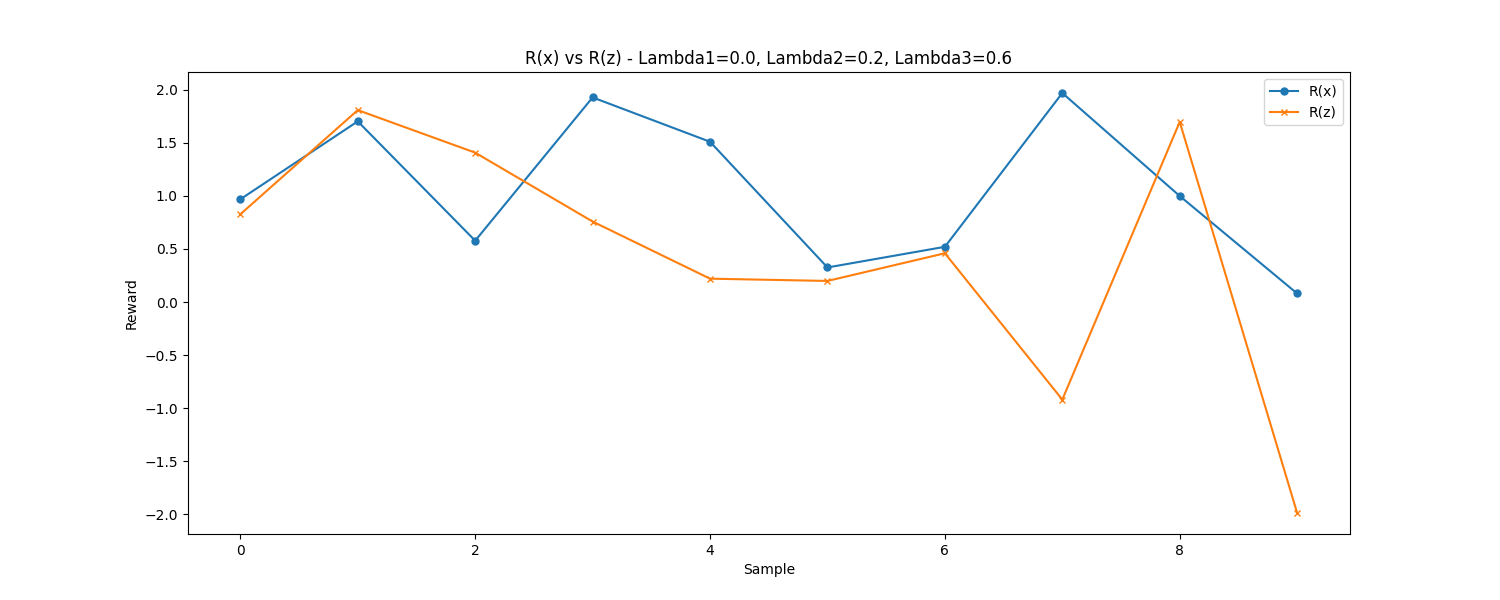 R(x) vs R(z) - Lambda1=0.0, Lambda2=0.2, Lambda3=0.6
R(x)
R(z)
2.0
1.5
1.0
0.5
0.0
−0.5
−1.0
−1.5
−2.0
Reward
0 2 4 6 8
Sample